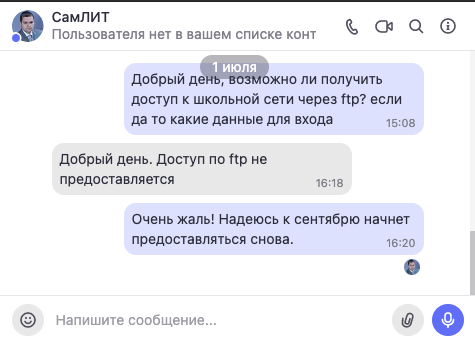 СамЛИТ
Пользователя нет в вашем списке конт
1 июля
Добрый день, возможно ли получить
доступ к школьной сети через ftp? если
да то какие данные для входа
15:08
Добрый день. Доступ по ftp не
предоставляется
16:18
Очень жаль! Надеюсь к сентябрю начнет
предоставляться снова.
16:20
Напишите сообщение...